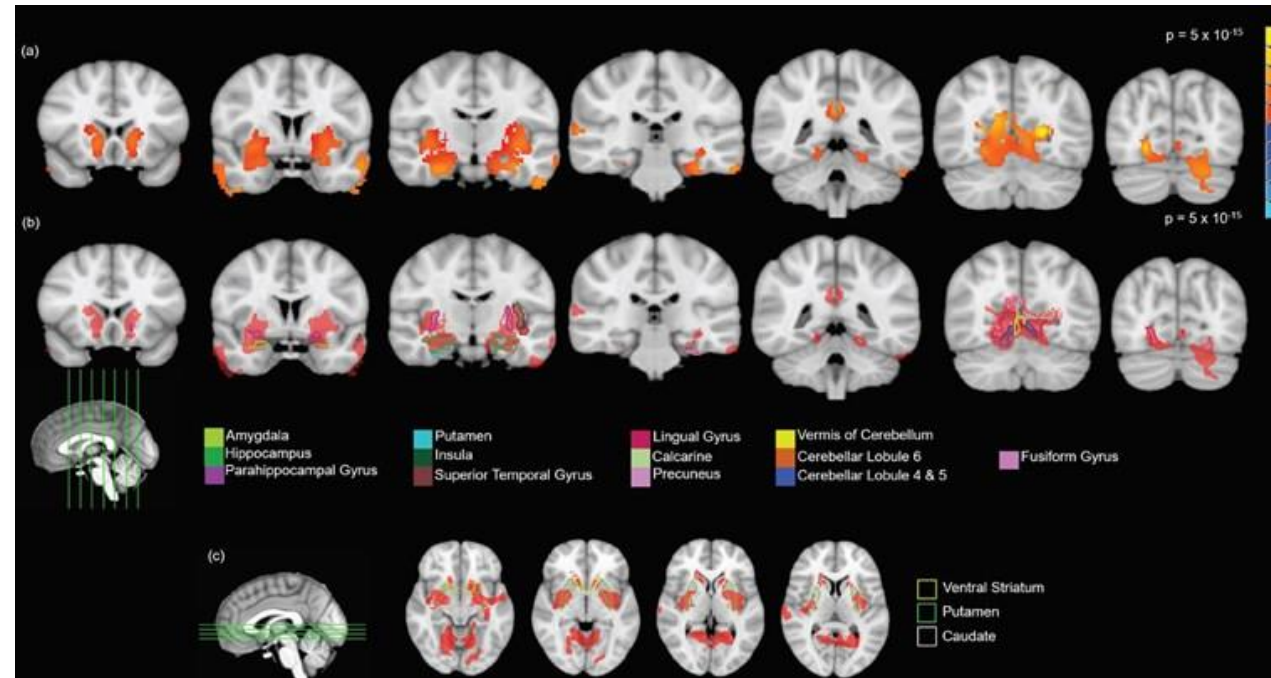 (a)
p = 5 x 10⁻¹⁵
(b)
p = 5 x 10⁻¹⁵
Amygdala
Hippocampus
Parahippocampal Gyrus
Putamen
Insula
Superior Temporal Gyrus
Lingual Gyrus
Calcarine
Precuneus
Vermis of Cerebellum
Cerebellar Lobule 6
Cerebellar Lobule 4 & 5
Fusiform Gyrus
(c)
Ventral Striatum
Putamen
Caudate